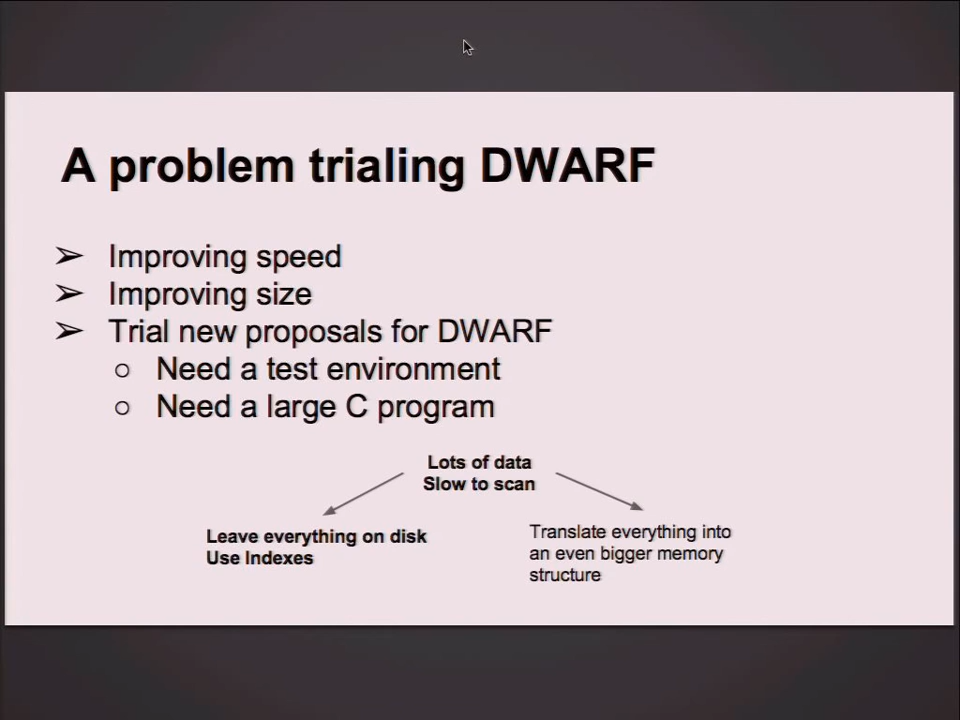 A problem trialing DWARF
➢ Improving speed
➢ Improving size
➢ Trial new proposals for DWARF
○ Need a test environment
○ Need a large C program
Lots of data
Slow to scan
Leave everything on disk
Use Indexes
Translate everything into
an even bigger memory
structure